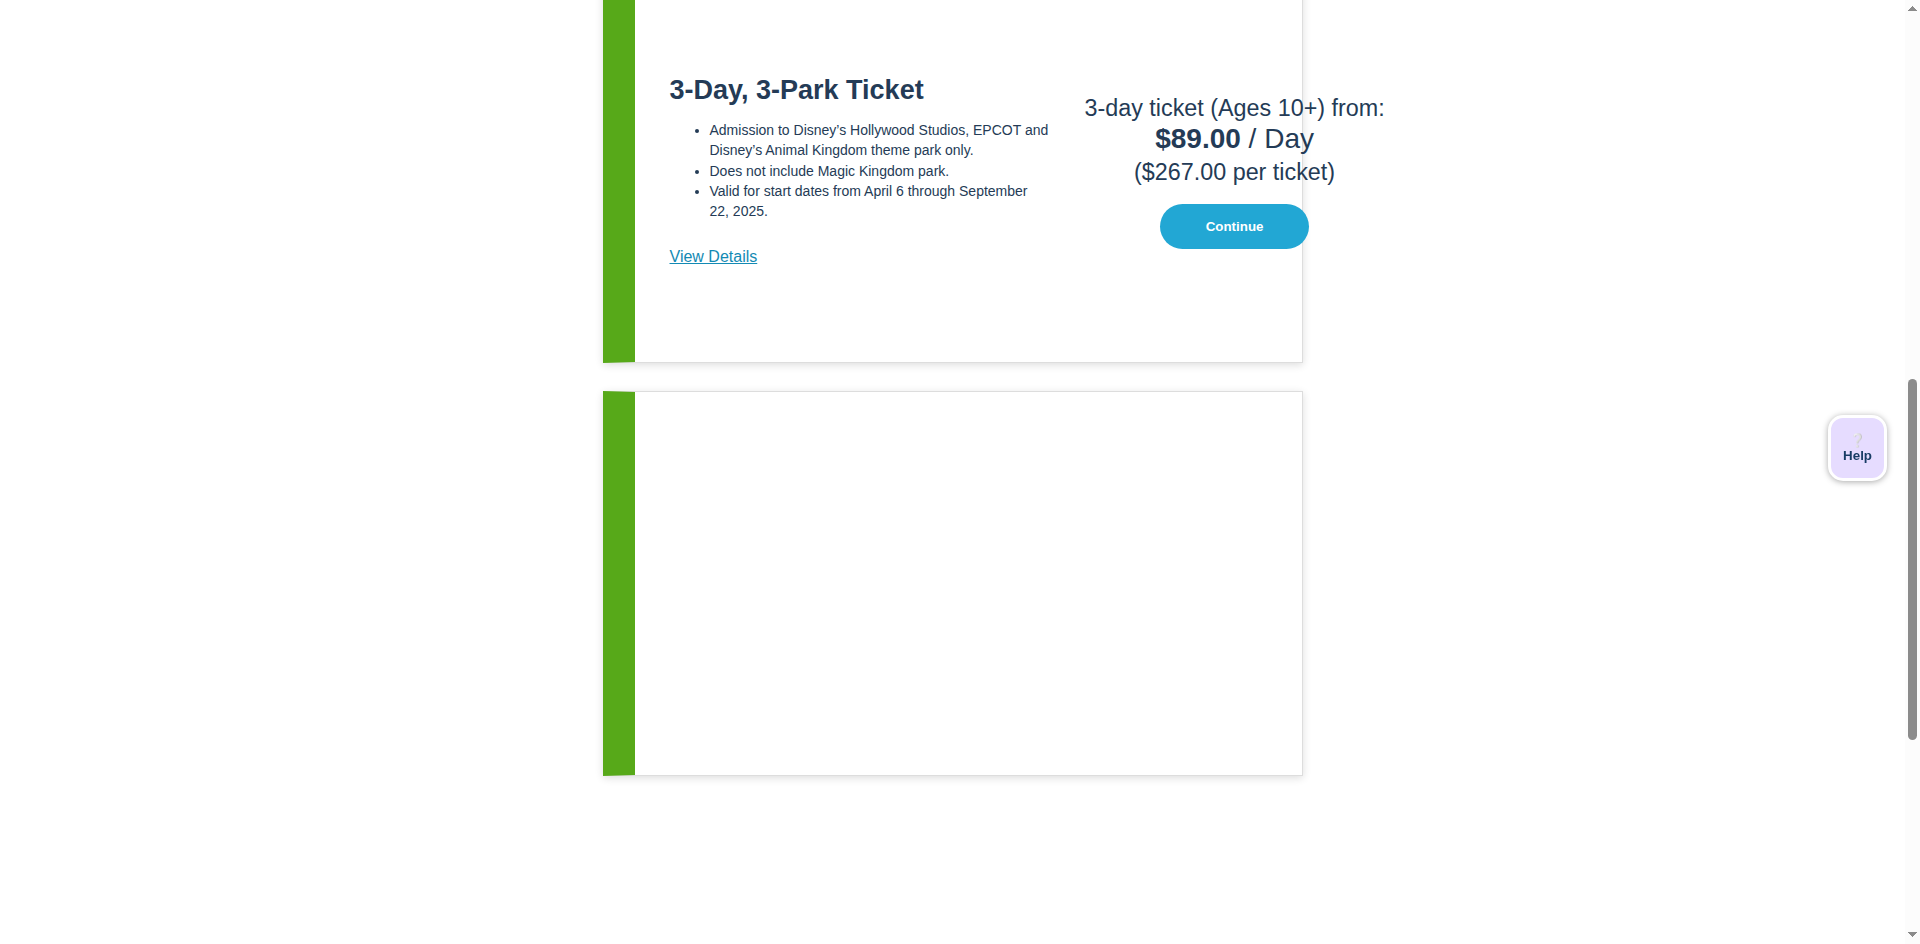 3-Day, 3-Park Ticket
Admission to Disney’s Hollywood Studios, EPCOT and
Disney’s Animal Kingdom theme park only.
Does not include Magic Kingdom park.
Valid for start dates from April 6 through September
22, 2025.
View Details
3-day ticket (Ages 10+) from:
$89.00 / Day
($267.00 per ticket)
Continue
❔
Help